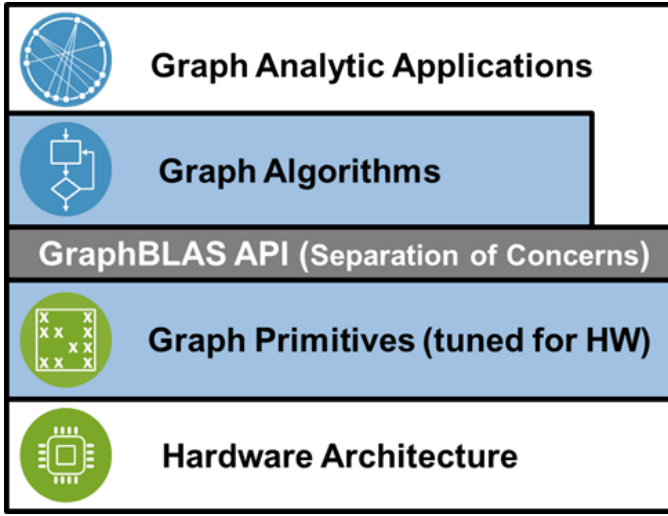 Graph Analytic Applications
Graph Algorithms
GraphBLAS API (Separation of Concerns)
x x
x x x
x x
x x x
Graph Primitives (tuned for HW)
Hardware Architecture